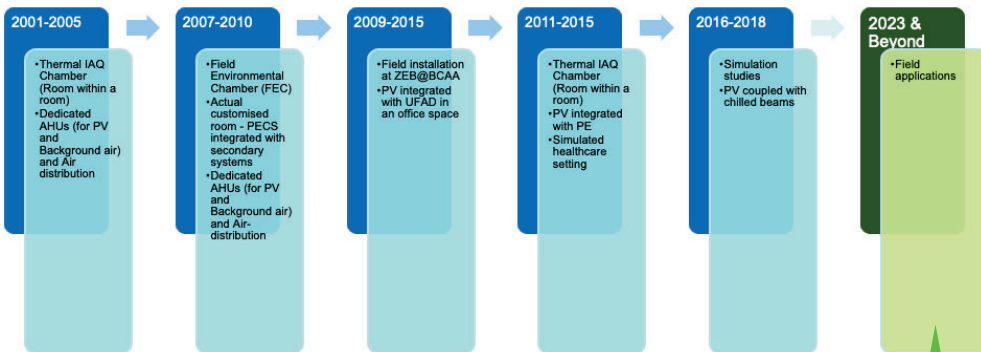 2001-2005
•Thermal IAQ
Chamber
(Room within a
room)
•Dedicated
AHUs (for PV
and
Background air)
and Air
distribution
2007-2010
•Field
Environmental
Chamber (FEC)
•Actual
customised
room - PECS
integrated with
secondary
systems
•Dedicated
AHUs (for PV
and
Background air)
and Air-
distribution
2009-2015
•Field installation
at ZEB@BCAA
•PV integrated
with UFAD in
an office space
2011-2015
•Thermal IAQ
Chamber
(Room within a
room)
•PV integrated
with PE
•Simulated
healthcare
setting
2016-2018
•Simulation
studies
•PV coupled with
chilled beams
2023 &
Beyond
•Field
applications